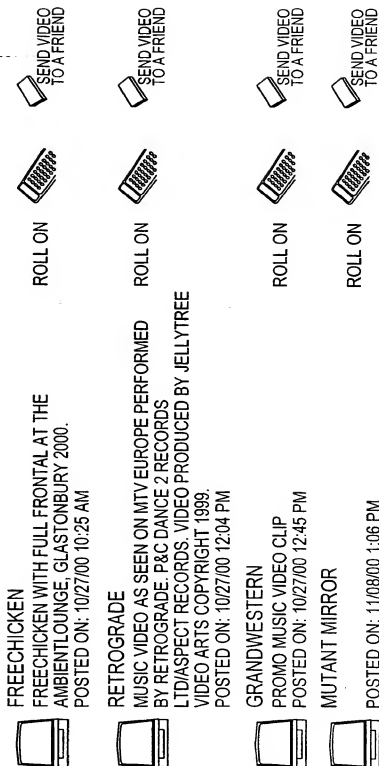 FREECHICKEN
FREECHICKEN WITH FULL FRONTAL AT THE
AMBIENTLOUNGE, GLASTONBURY 2000.
POSTED ON: 10/27/00 10:25 AM
ROLL ON
SEND VIDEO
TO A FRIEND
RETROGRADE
MUSIC VIDEO AS SEEN ON MTV EUROPE PERFORMED
BY RETROGRADE. P&C DANCE 2 RECORDS
LTD/ASPECT RECORDS. VIDEO PRODUCED BY JELLYTREE
VIDEO ARTS COPYRIGHT 1999.
POSTED ON: 10/27/00 12:04 PM
ROLL ON
SEND VIDEO
TO A FRIEND
GRANDWESTERN
PROMO MUSIC VIDEO CLIP
POSTED ON: 10/27/00 12:45 PM
ROLL ON
SEND VIDEO
TO A FRIEND
MUTANT MIRROR
POSTED ON: 11/08/00 1:06 PM
ROLL ON
SEND VIDEO
TO A FRIEND